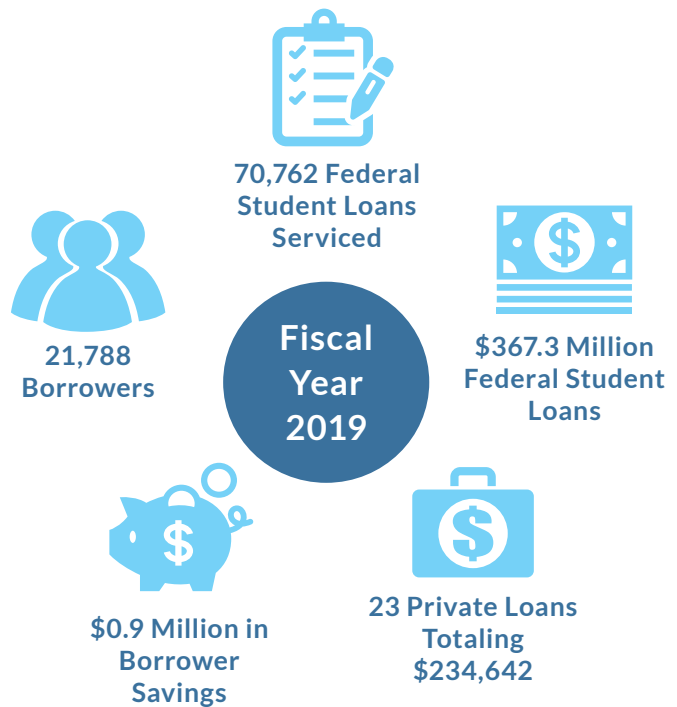 70,762 Federal
Student Loans
Serviced
21,788
Borrowers
Fiscal
Year
2019
$367.3 Million
Federal Student
Loans
$0.9 Million in
Borrower
Savings
23 Private Loans
Totaling
$234,642
$
$
$